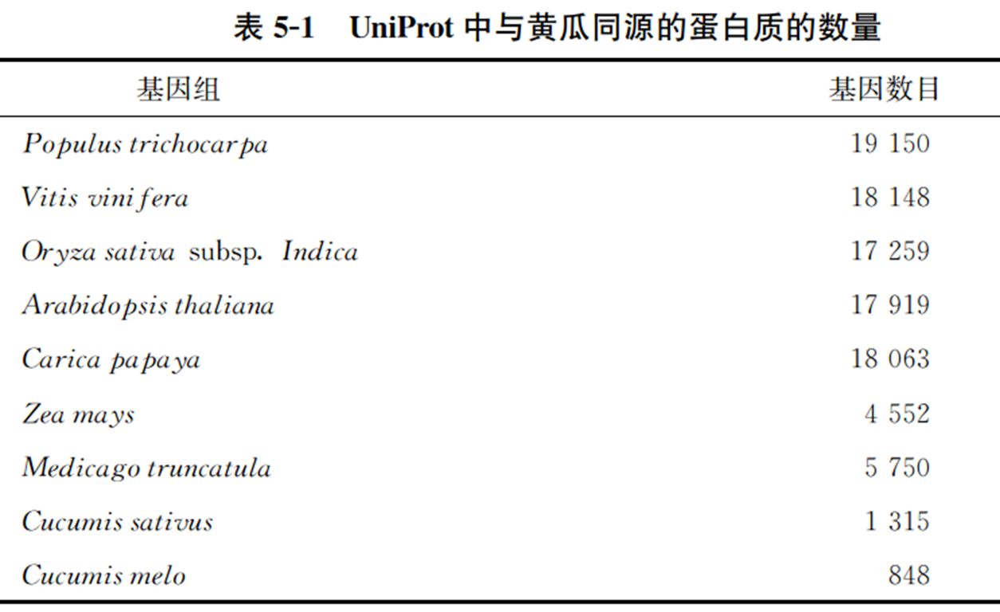 表 5-1 UniProt 中与黄瓜同源的蛋白质的数量
基因组 基因数目
Populus trichocarpa 19 150
Vitis vinifera 18 148
Oryza sativa subsp. Indica 17 259
Arabidopsis thaliana 17 919
Carica papaya 18 063
Zea mays 4 552
Medicago truncatula 5 750
Cucumis sativus 1 315
Cucumis melo 848